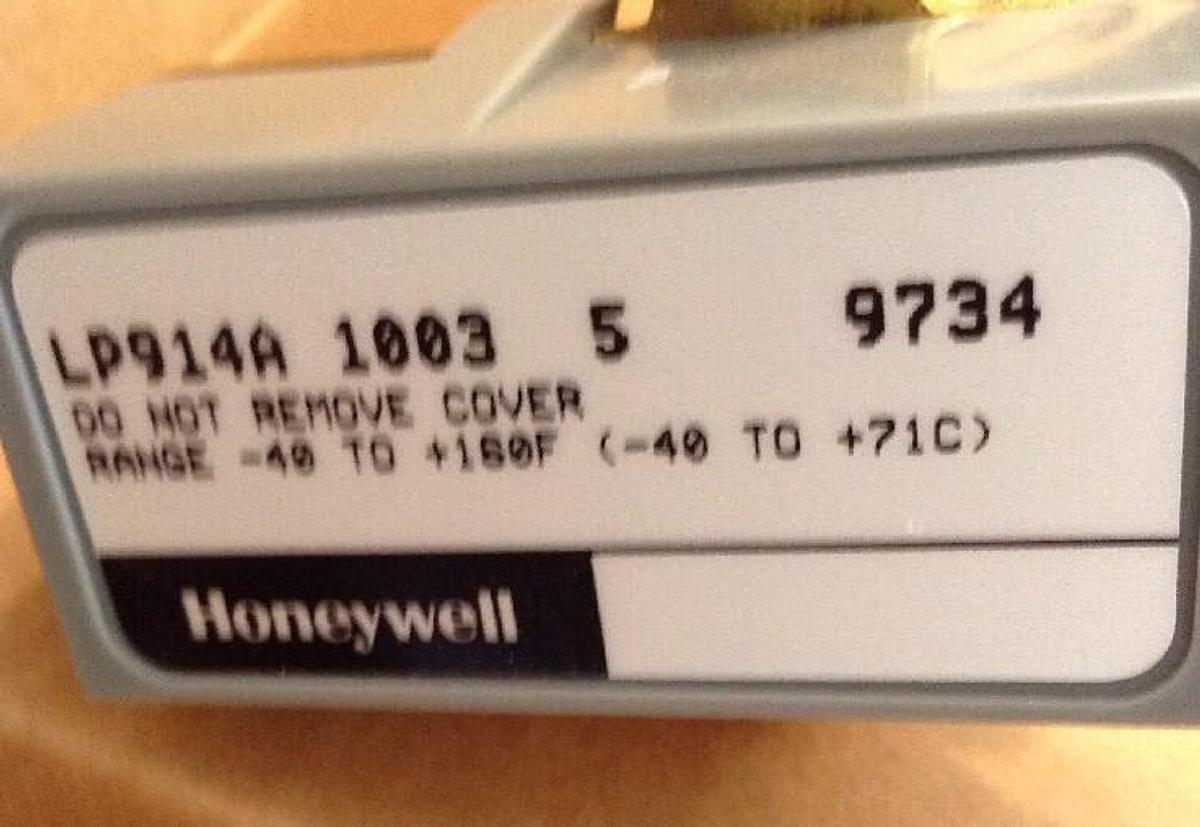 LP914A 1003 5 9734
DO NOT REMOVE COVER
RANGE -40 TO +160F (-40 TO +71C)
Honeywell